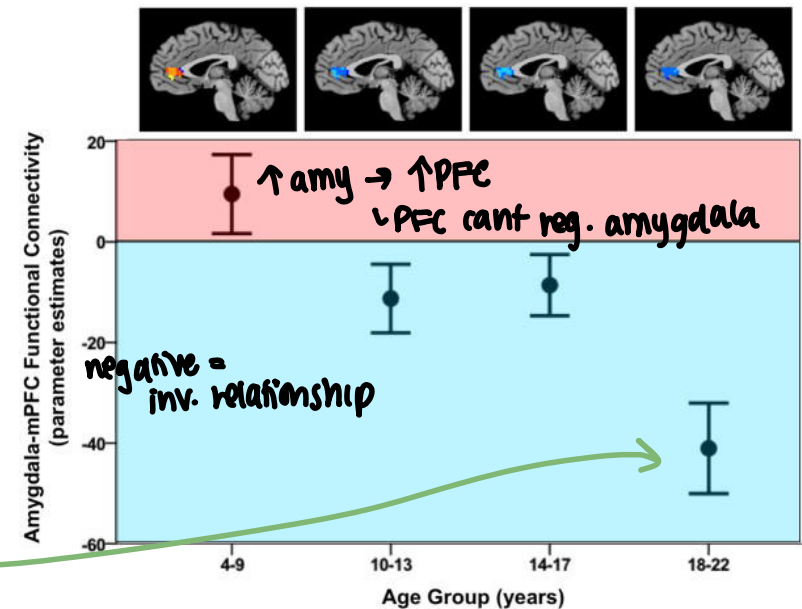 Amygdala-mPFC Functional Connectivity
(parameter estimates)
20
0
-20
-40
-60
↑ amy → ↑ PFC
↳ PFC cant reg. amygdala
negative =
inv. relationship
4-9
10-13
14-17
18-22
Age Group (years)